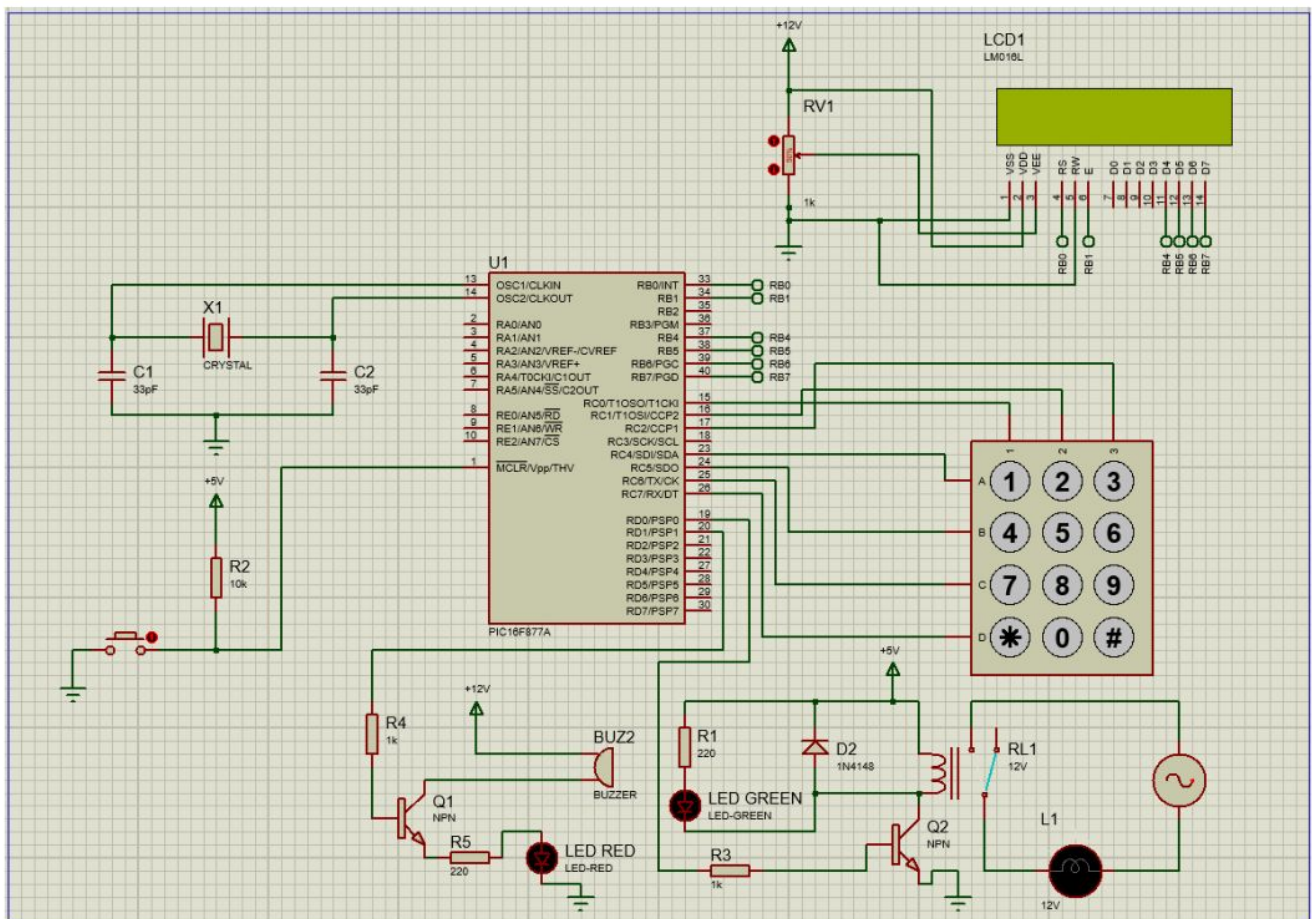 +12V
LCD1
LM016L
RV1
50%
1k
VSS
VDD
VEE
RS
RW
E
D0
D1
D2
D3
D4
D5
D6
D7
1
2
3
4
5
6
7
8
9
10
11
12
13
14
RB0
RB1
RB4
RB5
RB6
RB7
U1
13 OSC1/CLKIN
14 OSC2/CLKOUT
2 RA0/AN0
3 RA1/AN1
4 RA2/AN2/VREF-/CVREF
5 RA3/AN3/VREF+
6 RA4/T0CKI/C1OUT
7 RA5/AN4/SS/C2OUT
8 RE0/AN5/RD
9 RE1/AN6/WR
10 RE2/AN7/CS
1 MCLR/Vpp/THV
RB0/INT 33 RB0
RB1 34 RB1
RB2 35
RB3/PGM 36
RB4 37 RB4
RB5 38 RB5
RB6/PGC 39 RB6
RB7/PGD 40 RB7
RC0/T1OSO/T1CKI 15
RC1/T1OSI/CCP2 16
RC2/CCP1 17
RC3/SCK/SCL 18
RC4/SDI/SDA 23
RC5/SDO 24
RC6/TX/CK 25
RC7/RX/DT 26
RD0/PSP0 19
RD1/PSP1 20
RD2/PSP2 21
RD3/PSP3 22
RD4/PSP4 27
RD5/PSP5 28
RD6/PSP6 29
RD7/PSP7 30
PIC16F877A
X1
CRYSTAL
C1
33pF
C2
33pF
+5V
R2
10k
1 2 3
A 1 2 3
B 4 5 6
C 7 8 9
D * 0 #
+12V
R4
1k
BUZ2
BUZZER
Q1
NPN
R5
220
LED RED
LED-RED
+5V
R1
220
D2
1N4148
LED GREEN
LED-GREEN
RL1
12V
Q2
NPN
R3
1k
L1
12V